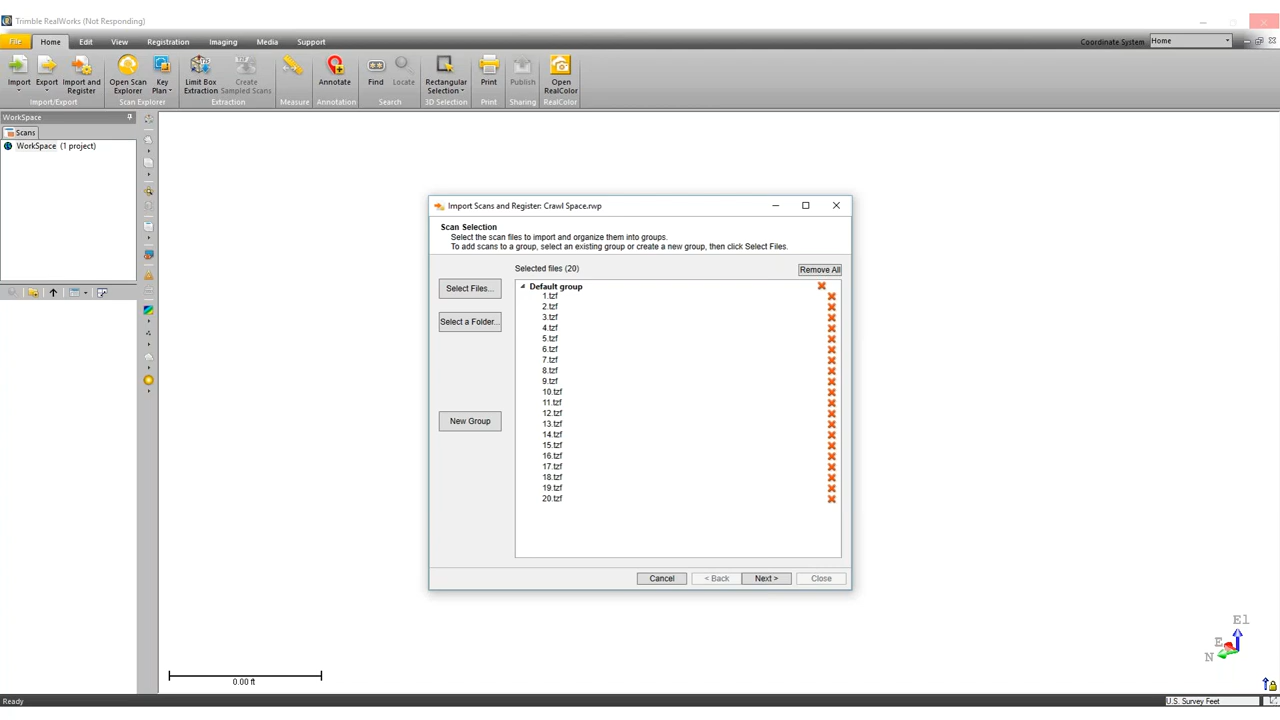 Trimble RealWorks (Not Responding)
File Home Edit View Registration Imaging Media Support Coordinate System Home
Import Export Import and Register Open Scan Explorer Key Plan Limit Box Extraction Create Sampled Scans Annotate Find Locate Rectangular Selection Print Publish Open RealColor
Import/Export Scan Explorer Extraction Measure Annotation Search 3D Selection Print Sharing RealColor
WorkSpace
Scans
WorkSpace (1 project)
Import Scans and Register: Crawl Space.rwp
Scan Selection
Select the scan files to import and organize them into groups.
To add scans to a group, select an existing group or create a new group, then click Select Files.
Selected files (20)
Remove All
Select Files...
Select a Folder...
New Group
Default group
1.tzf
2.tzf
3.tzf
4.tzf
5.tzf
6.tzf
7.tzf
8.tzf
9.tzf
10.tzf
11.tzf
12.tzf
13.tzf
14.tzf
15.tzf
16.tzf
17.tzf
18.tzf
19.tzf
20.tzf
Cancel < Back Next > Close
El
E
N
0.00 ft
Ready
U.S. Survey Feet